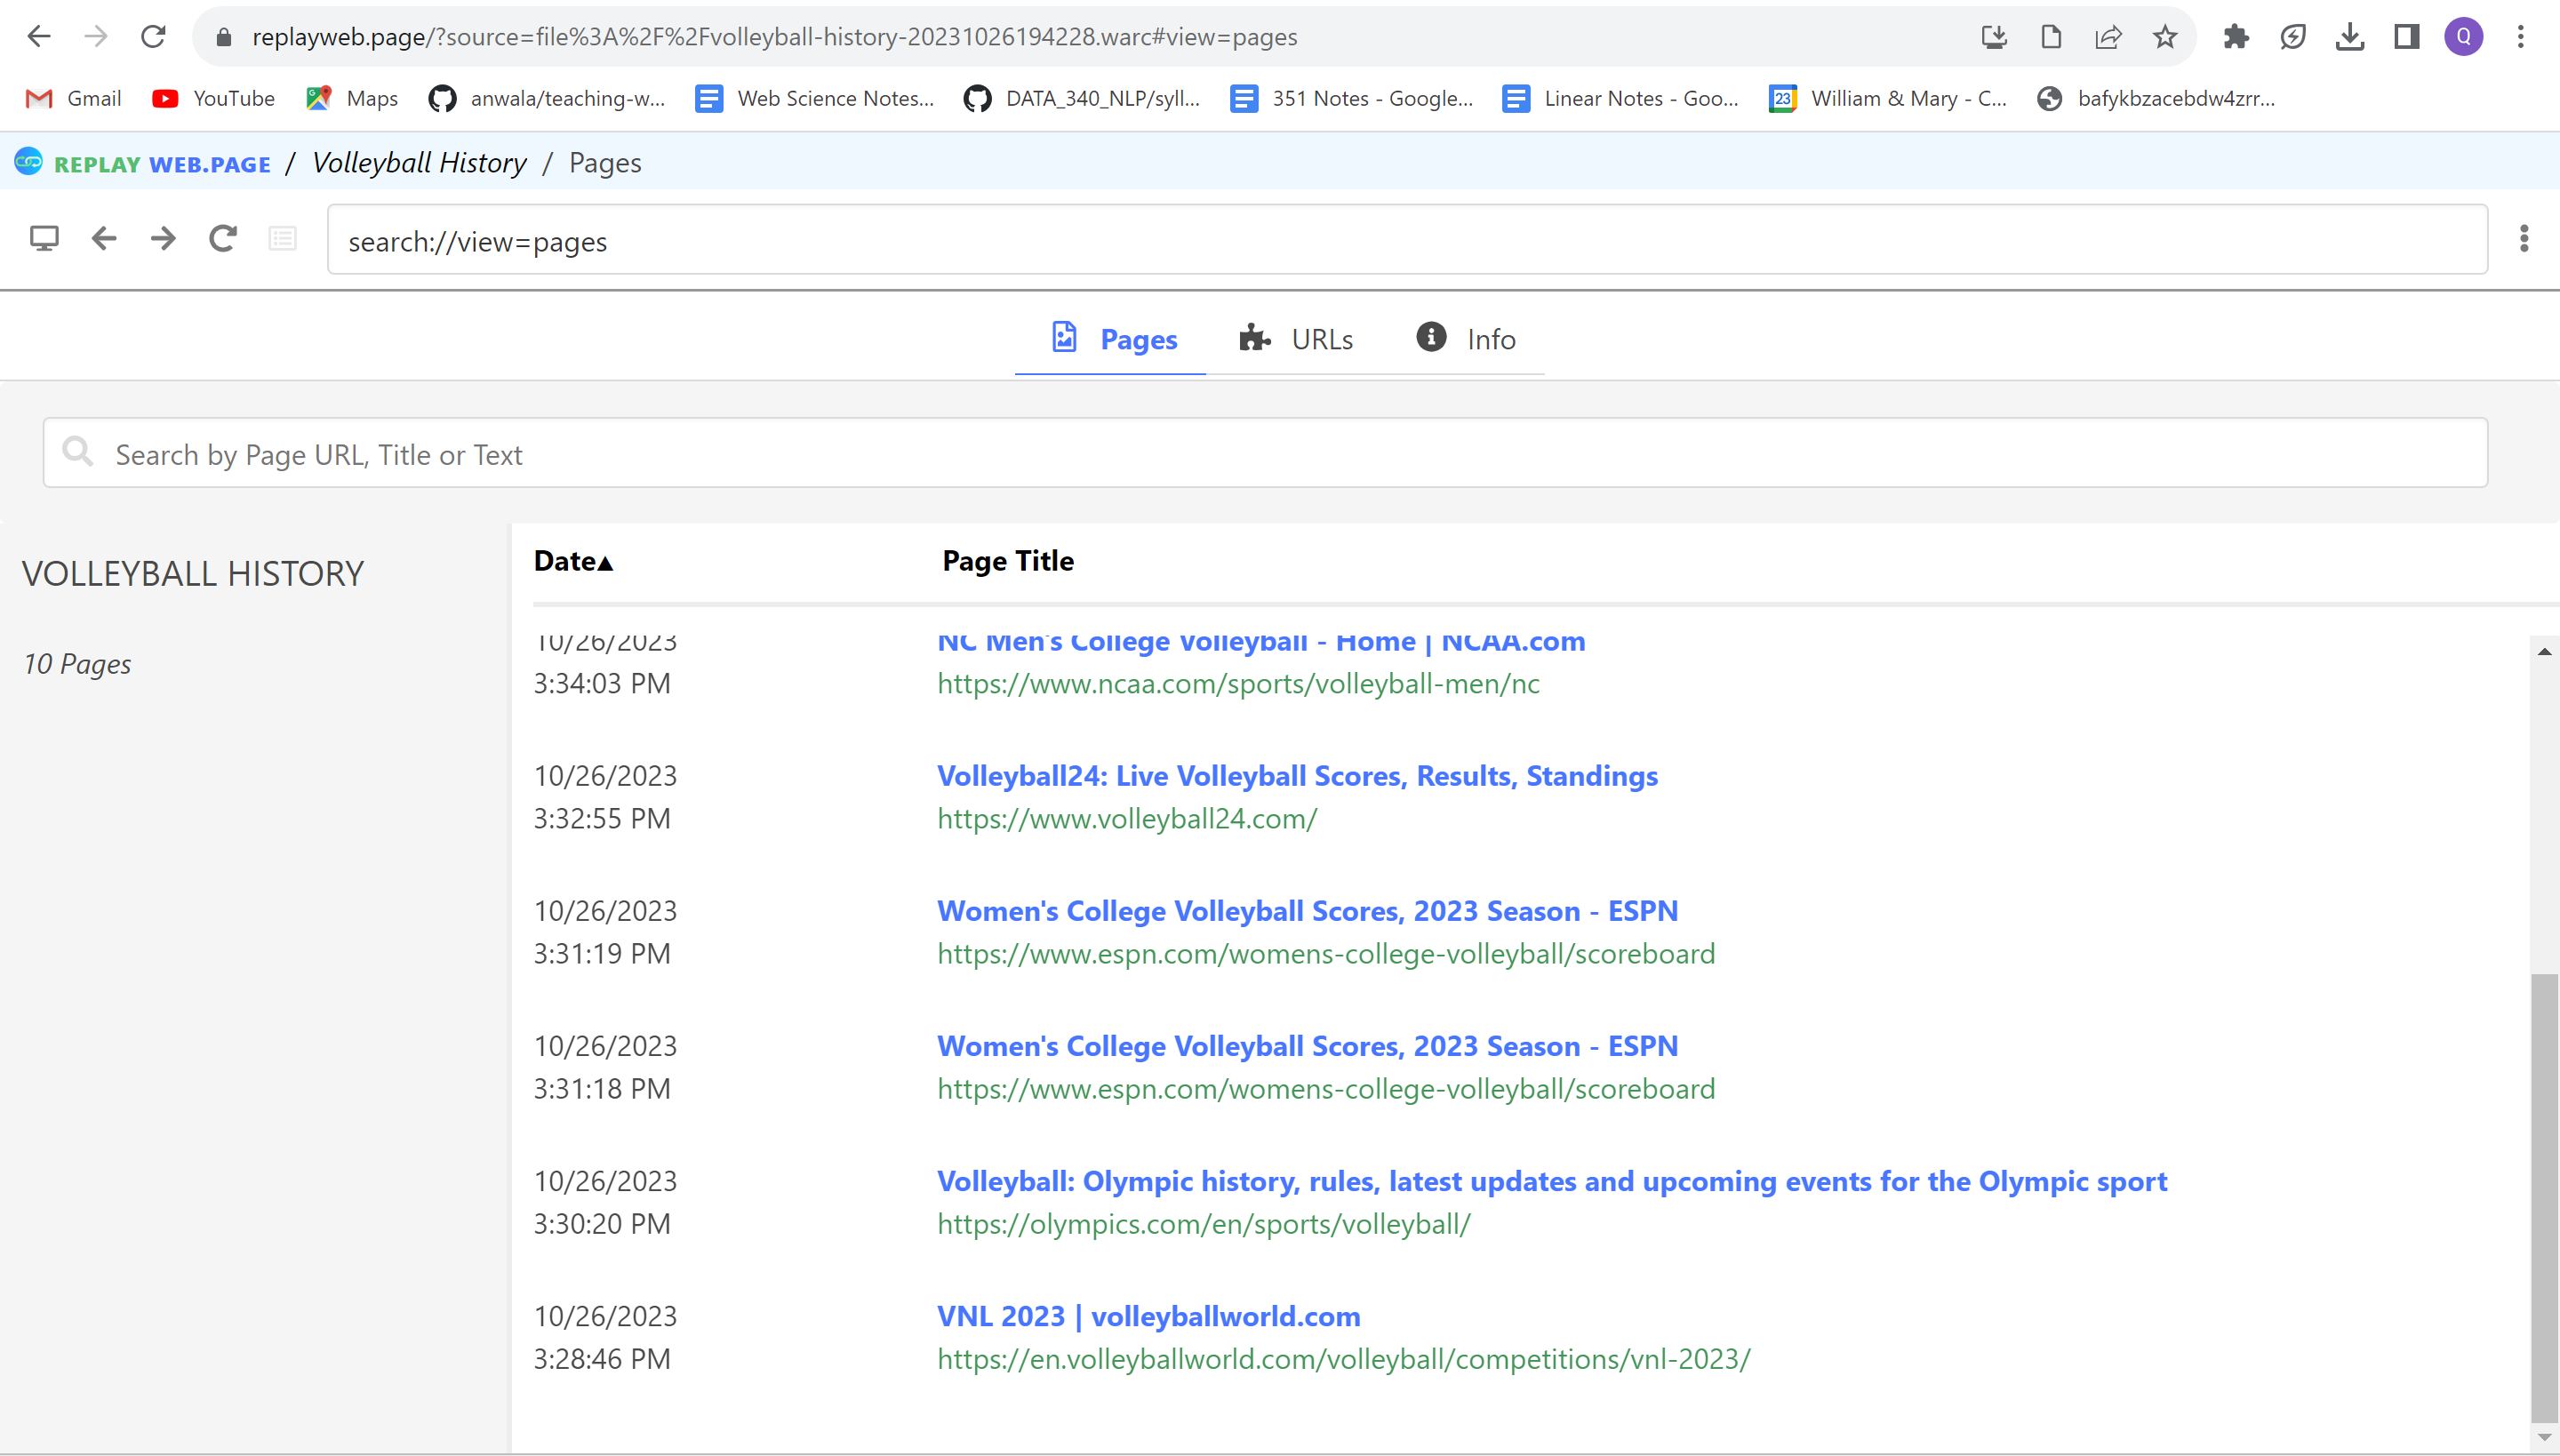 replayweb.page/?source=file%3A%2F%2Fvolleyball-history-20231026194228.warc#view=pages
Q
Gmail
YouTube
Maps
anwala/teaching-w...
Web Science Notes...
DATA_340_NLP/syll...
351 Notes - Google...
Linear Notes - Goo...
23
William & Mary - C...
bafykbzacebdw4zrr...
REPLAY WEB.PAGE / Volleyball History / Pages
search://view=pages
Pages
URLs
Info
Search by Page URL, Title or Text
VOLLEYBALL HISTORY
10 Pages
Date▲ Page Title
10/26/2023 NC Men's College Volleyball - Home | NCAA.com
3:34:03 PM https://www.ncaa.com/sports/volleyball-men/nc
10/26/2023 Volleyball24: Live Volleyball Scores, Results, Standings
3:32:55 PM https://www.volleyball24.com/
10/26/2023 Women's College Volleyball Scores, 2023 Season - ESPN
3:31:19 PM https://www.espn.com/womens-college-volleyball/scoreboard
10/26/2023 Women's College Volleyball Scores, 2023 Season - ESPN
3:31:18 PM https://www.espn.com/womens-college-volleyball/scoreboard
10/26/2023 Volleyball: Olympic history, rules, latest updates and upcoming events for the Olympic sport
3:30:20 PM https://olympics.com/en/sports/volleyball/
10/26/2023 VNL 2023 | volleyballworld.com
3:28:46 PM https://en.volleyballworld.com/volleyball/competitions/vnl-2023/